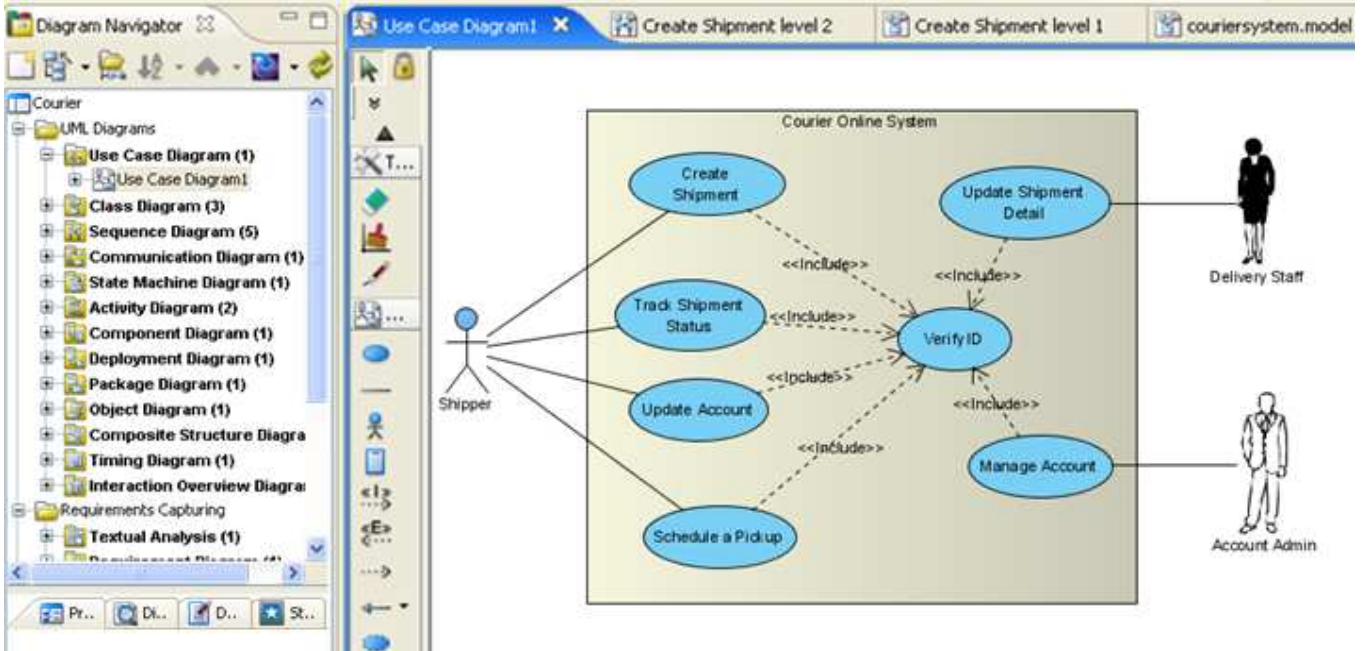 Diagram Navigator
Use Case Diagram1
Create Shipment level 2
Create Shipment level 1
couriersystem.model
Courier
UML Diagrams
Use Case Diagram (1)
Use Case Diagram1
Class Diagram (3)
Sequence Diagram (5)
Communication Diagram (1)
State Machine Diagram (1)
Activity Diagram (2)
Component Diagram (1)
Deployment Diagram (1)
Package Diagram (1)
Object Diagram (1)
Composite Structure Diagra
Timing Diagram (1)
Interaction Overview Diagra
Requirements Capturing
Textual Analysis (1)
Pr..
Di..
D..
St..
T...
...
«I»
«E»
Courier Online System
Create
Shipment
Update Shipment
Detail
Delivery Staff
<<Include>>
<<Include>>
Track Shipment
Status
<<Include>>
Verify ID
Shipper
<<Include>>
Update Account
<<Include>>
<<Include>>
Manage Account
Schedule a Pickup
Account Admin